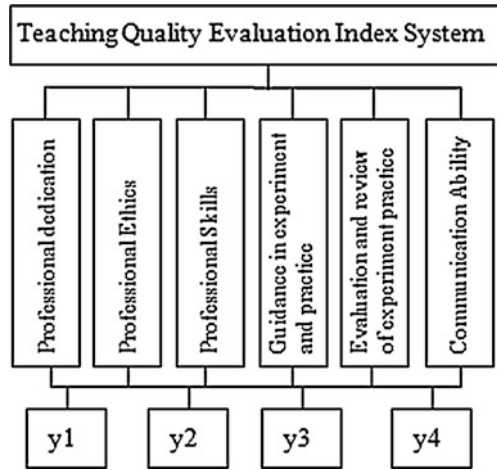 Teaching Quality Evaluation Index System
Professional dedication
Professional Ethics
Professional Skills
Guidance in experiment
and practice
Evaluation and review
of experiment practice
Communication Ability
y1
y2
y3
y4